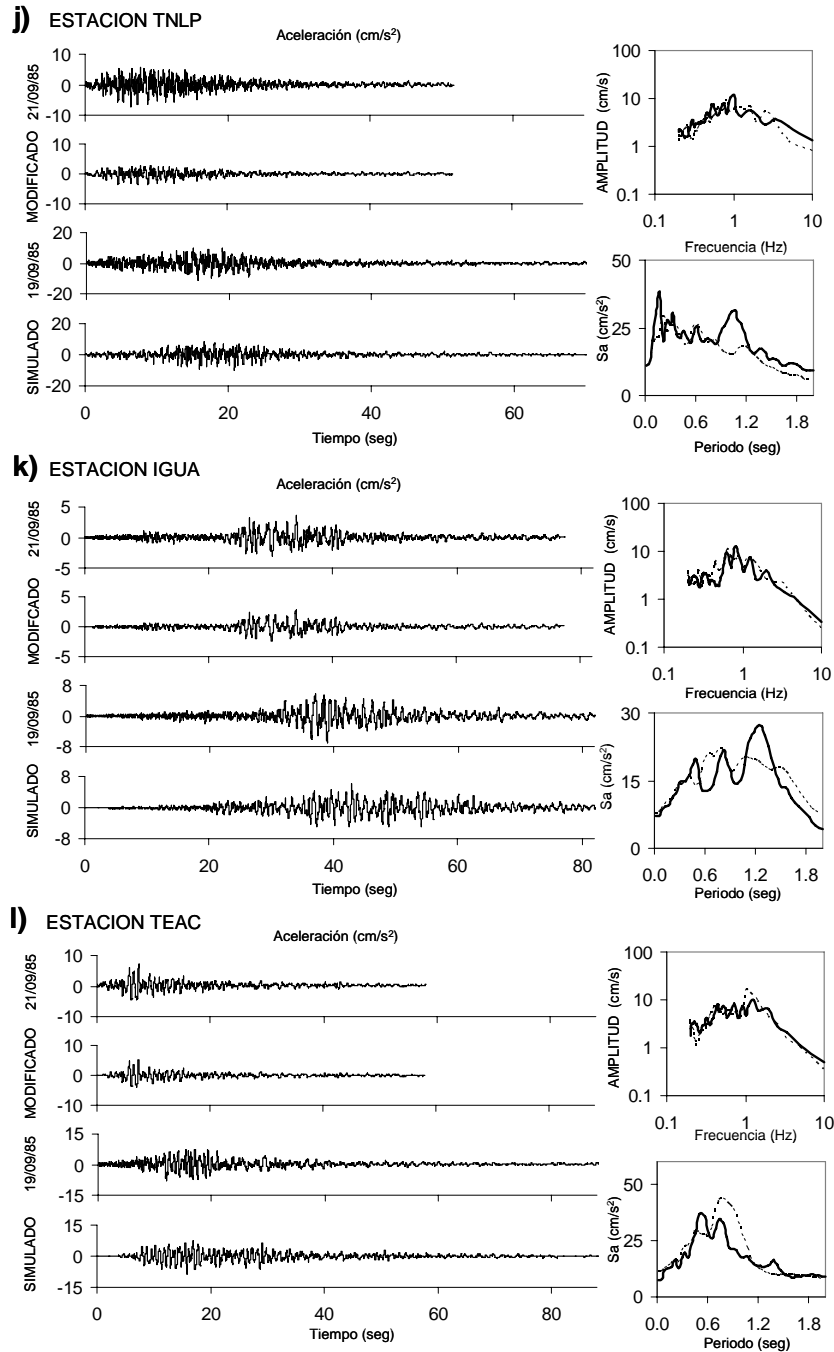 j) ESTACION TNLP
Aceleración (cm/s²)
21/09/85
10
0
-10
MODIFICADO
10
0
-10
19/09/85
20
0
-20
SIMULADO
20
0
-20
0 20 40 60
Tiempo (seg)
AMPLITUD (cm/s)
100
10
1
0.1
0.1 1 10
Frecuencia (Hz)
Sa (cm/s²)
50
25
0
0.0 0.6 1.2 1.8
Periodo (seg)
k) ESTACION IGUA
Aceleración (cm/s²)
21/09/85
5
0
-5
MODIFCADO
5
0
-5
19/09/85
8
0
-8
SIMULADO
8
0
-8
0 20 40 60 80
Tiempo (seg)
AMPLITUD (cm/s)
100
10
1
0.1
0.1 1 10
Frecuencia (Hz)
Sa (cm/s²)
30
15
0
0.0 0.6 1.2 1.8
Periodo (seg)
l) ESTACION TEAC
Aceleración (cm/s²)
21/09/85
10
0
-10
MODIFICADO
10
0
-10
19/09/85
15
0
-15
SIMULADO
15
0
-15
0 20 40 60 80
Tiempo (seg)
AMPLITUD (cm/s)
100
10
1
0.1
0.1 1 10
Frecuencia (Hz)
Sa (cm/s²)
50
25
0
0.0 0.6 1.2 1.8
Periodo (seg)